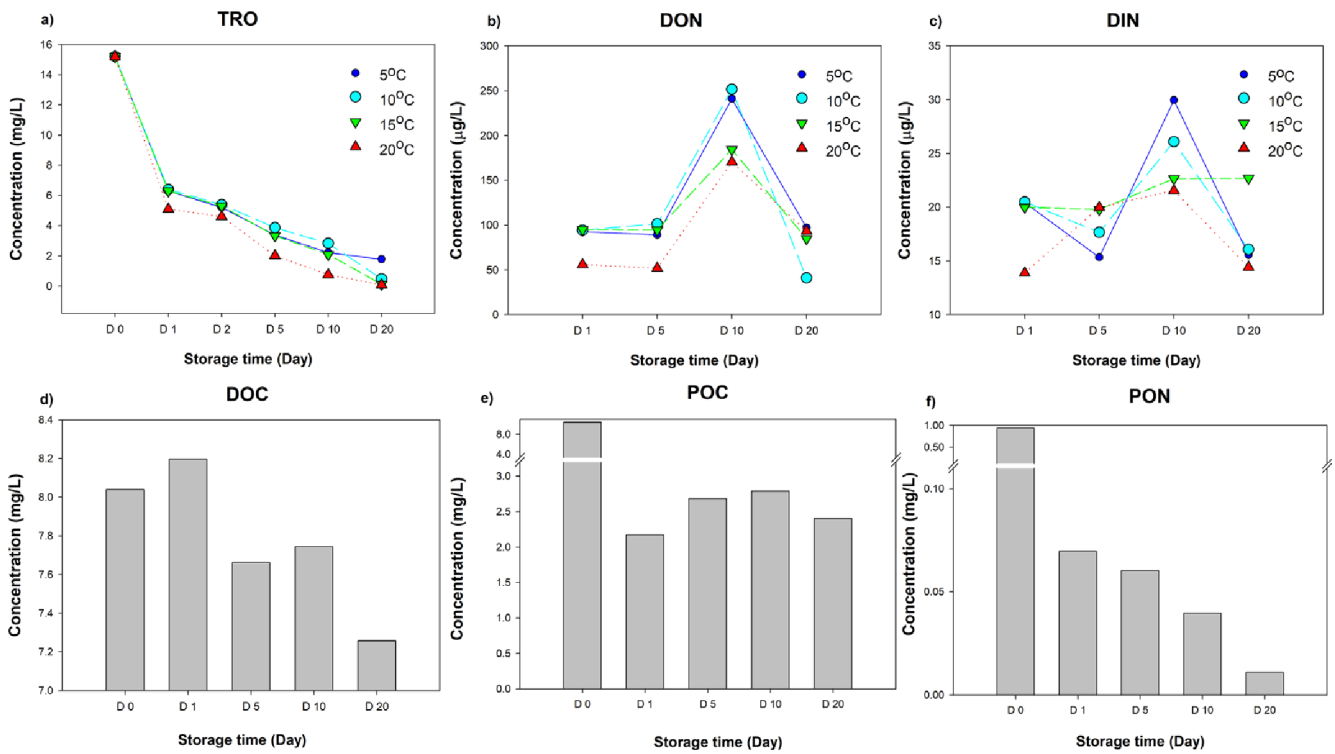 a)
TRO
Concentration (mg/L)
16
14
12
10
8
6
4
2
0
5°C
10°C
15°C
20°C
D 0
D 1
D 2
D 5
D 10
D 20
Storage time (Day)
b)
DON
Concentration (µg/L)
300
250
200
150
100
50
0
5°C
10°C
15°C
20°C
D 1
D 5
D 10
D 20
Storage time (Day)
c)
DIN
Concentration (µg/L)
35
30
25
20
15
10
5°C
10°C
15°C
20°C
D 1
D 5
D 10
D 20
Storage time (Day)
d)
DOC
Concentration (mg/L)
8.4
8.2
8.0
7.8
7.6
7.4
7.2
7.0
D 0
D 1
D 5
D 10
D 20
Storage time (Day)
e)
POC
Concentration (mg/L)
8.0
4.0
3.0
2.5
2.0
1.5
1.0
0.5
0.0
D 0
D 1
D 5
D 10
D 20
Storage time (Day)
f)
PON
Concentration (mg/L)
1.00
0.50
0.10
0.05
0.00
D 0
D 1
D 5
D 10
D 20
Storage time (Day)